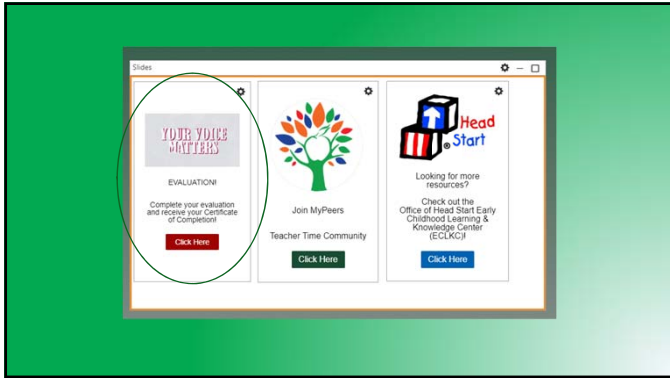 Slides
YOUR VOICE
MATTERS
EVALUATION!
Complete your evaluation
and receive your Certificate
of Completion!
Click Here
Join MyPeers
Teacher Time Community
Click Here
Head
Start
Looking for more
resources?
Check out the
Office of Head Start Early
Childhood Learning &
Knowledge Center
(ECLKC)!
Click Here